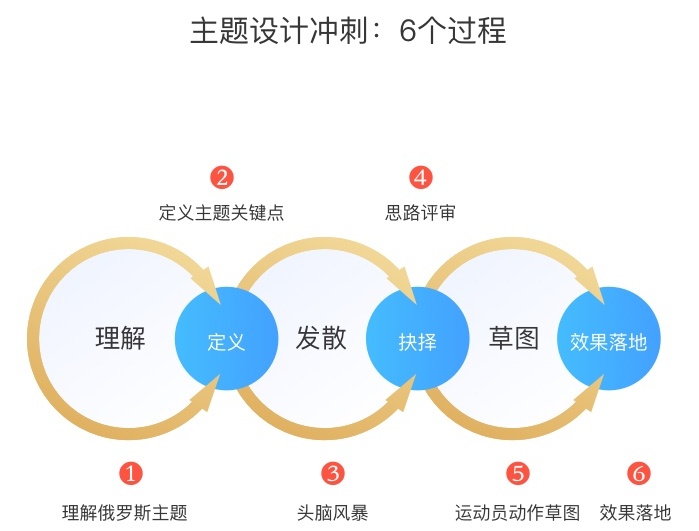 主题设计冲刺：6个过程
2
4
定义主题关键点
思路评审
理解
定义
发散
抉择
草图
效果落地
1
3
5
6
理解俄罗斯主题
头脑风暴
运动员动作草图
效果落地